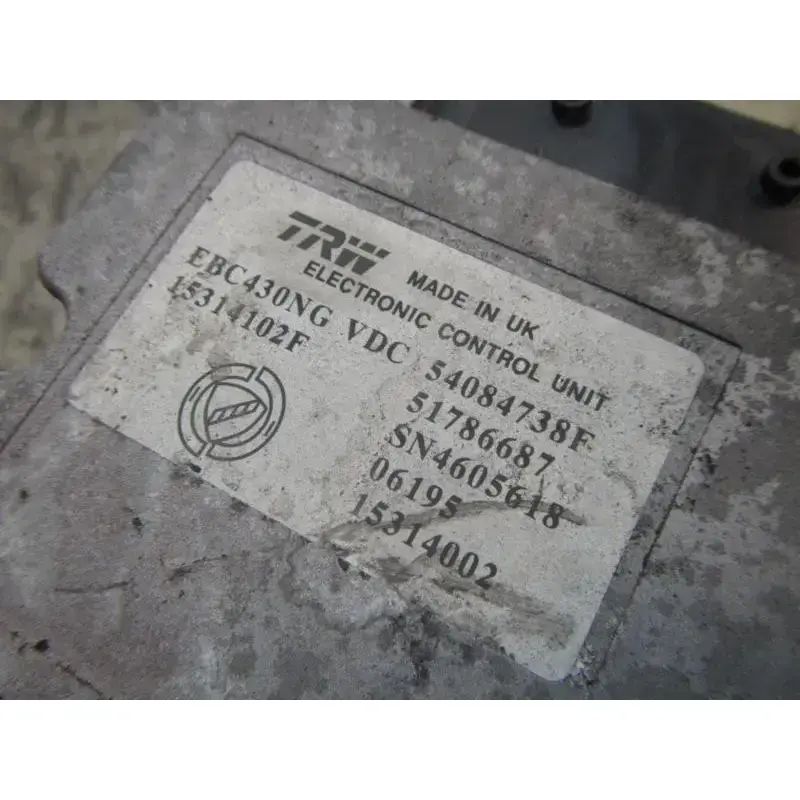 TRW MADE IN UK
ELECTRONIC CONTROL UNIT
EBC430NG VDC 54084738F
15314102F 51786687
SN4605618
06195
15314002